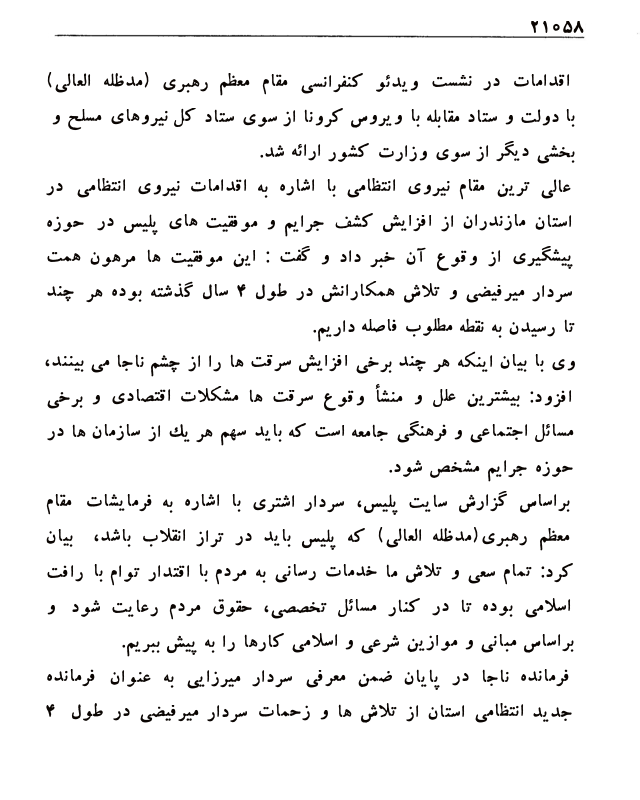 ۲۱۰۵۸
اقدامات در نشست ویدئو کنفرانسی مقام معظم رهبری (مدظله العالی)
با دولت و ستاد مقابله با ویروس کرونا از سوی ستاد کل نیروهای مسلح و
بخشی دیگر از سوی وزارت کشور ارائه شد.
عالی ترین مقام نیروی انتظامی با اشاره به اقدامات نیروی انتظامی در
استان مازندران از افزایش کشف جرایم و موفقیت های پلیس در حوزه
پیشگیری از وقوع آن خبر داد و گفت : این موفقیت ها مرهون همت
سردار میرفیضی و تلاش همکارانش در طول ۴ سال گذشته بوده هر چند
تا رسیدن به نقطه مطلوب فاصله داریم.
وی با بیان اینکه هر چند برخی افزایش سرقت ها را از چشم ناجا می بینند،
افزود: بیشترین علل و منشأ وقوع سرقت ها مشکلات اقتصادی و برخی
مسائل اجتماعی و فرهنگی جامعه است که باید سهم هر یك از سازمان ها در
حوزه جرایم مشخص شود.
براساس گزارش سایت پلیس، سردار اشتری با اشاره به فرمایشات مقام
معظم رهبری(مدظله العالی) که پلیس باید در تراز انقلاب باشد، بیان
کرد: تمام سعی و تلاش ما خدمات رسانی به مردم با اقتدار توام با رافت
اسلامی بوده تا در کنار مسائل تخصصی، حقوق مردم رعایت شود و
براساس مبانی و موازین شرعی و اسلامی کارها را به پیش ببریم.
فرمانده ناجا در پایان ضمن معرفی سردار میرزایی به عنوان فرمانده
جدید انتظامی استان از تلاش ها و زحمات سردار میرفیضی در طول ۴